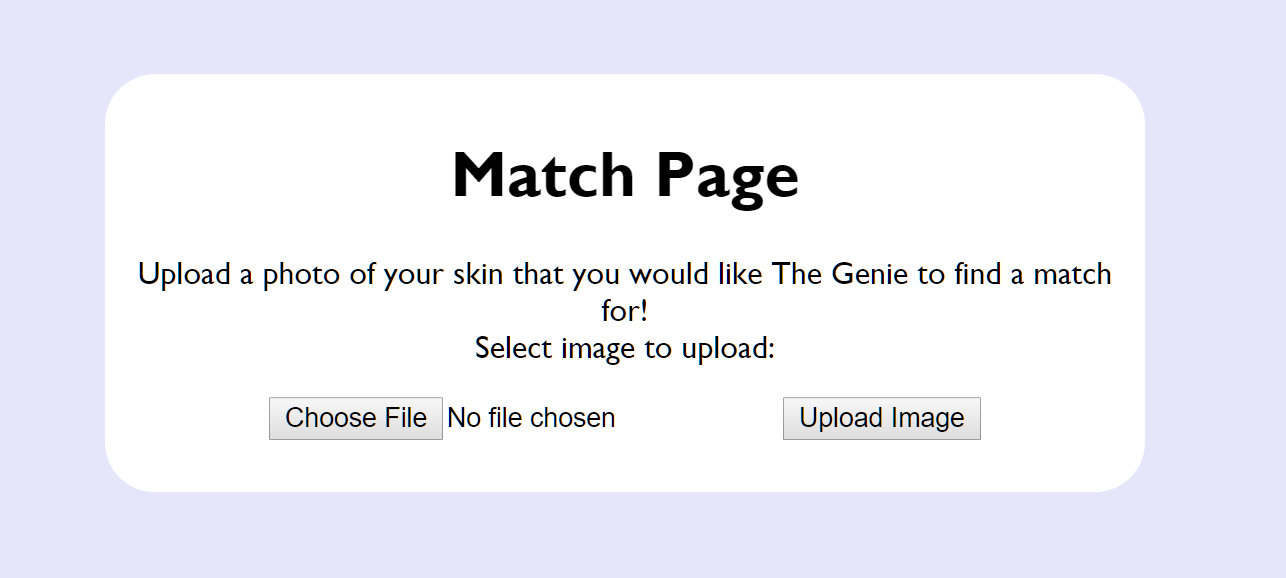 Match Page
Upload a photo of your skin that you would like The Genie to find a match
for!
Select image to upload:
Choose File No file chosen Upload Image